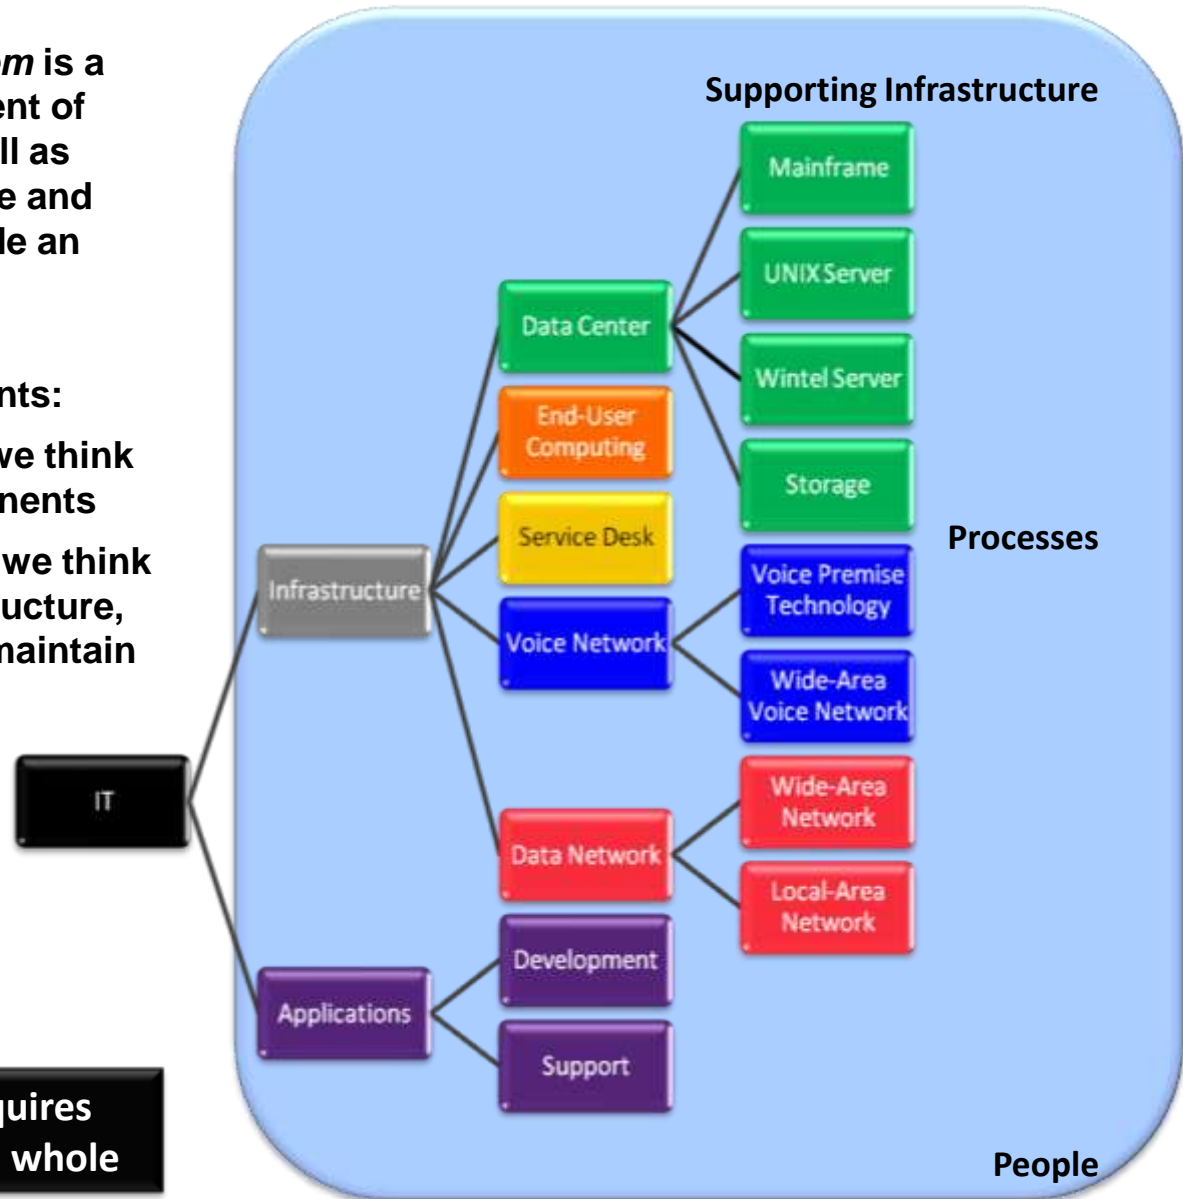 is a
ent of
ll as
e and
le an
nts:
we think
nents
we think
ucture,
maintain
quires
whole
Supporting Infrastructure
Processes
People
IT
Infrastructure
Applications
Data Center
End-User
Computing
Service Desk
Voice Network
Data Network
Development
Support
Mainframe
UNIX Server
Wintel Server
Storage
Voice Premise
Technology
Wide-Area
Voice Network
Wide-Area
Network
Local-Area
Network